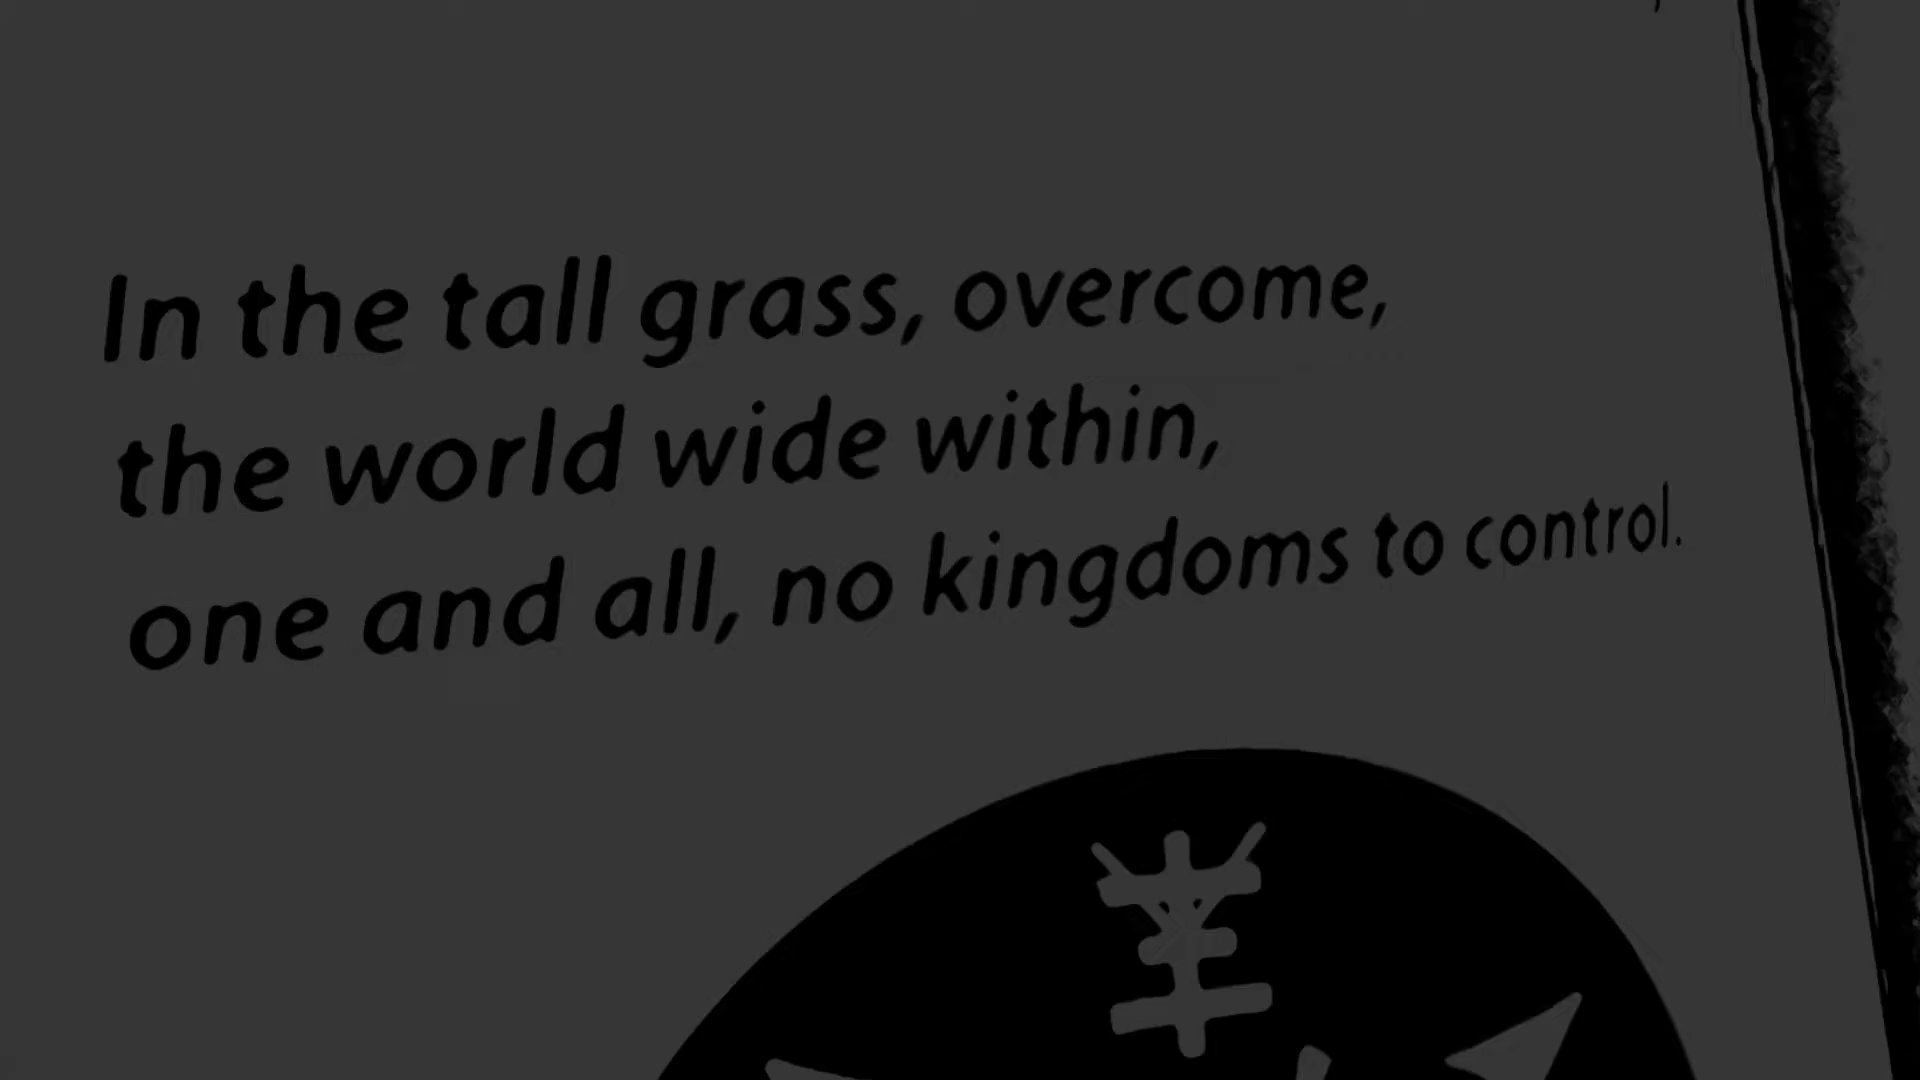 In the tall grass, overcome,
the world wide within,
one and all, no kingdoms to control.